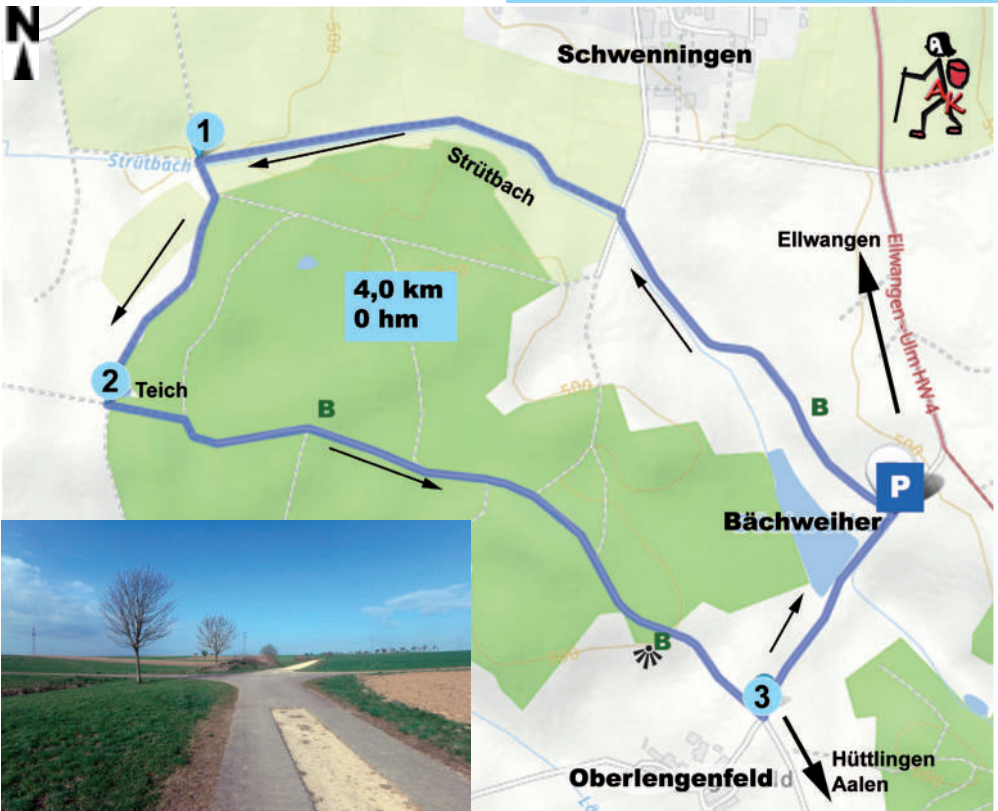 N
Schwenningen
AK
500
1
Strütbach
Strütbach
Ellwangen
Ellwangen - Ulm HW 4
4,0 km
0 hm
500
2
Teich
B
B
500
P
Bächweiher
B
3
Hüttlingen
Aalen
Oberlengenfeld